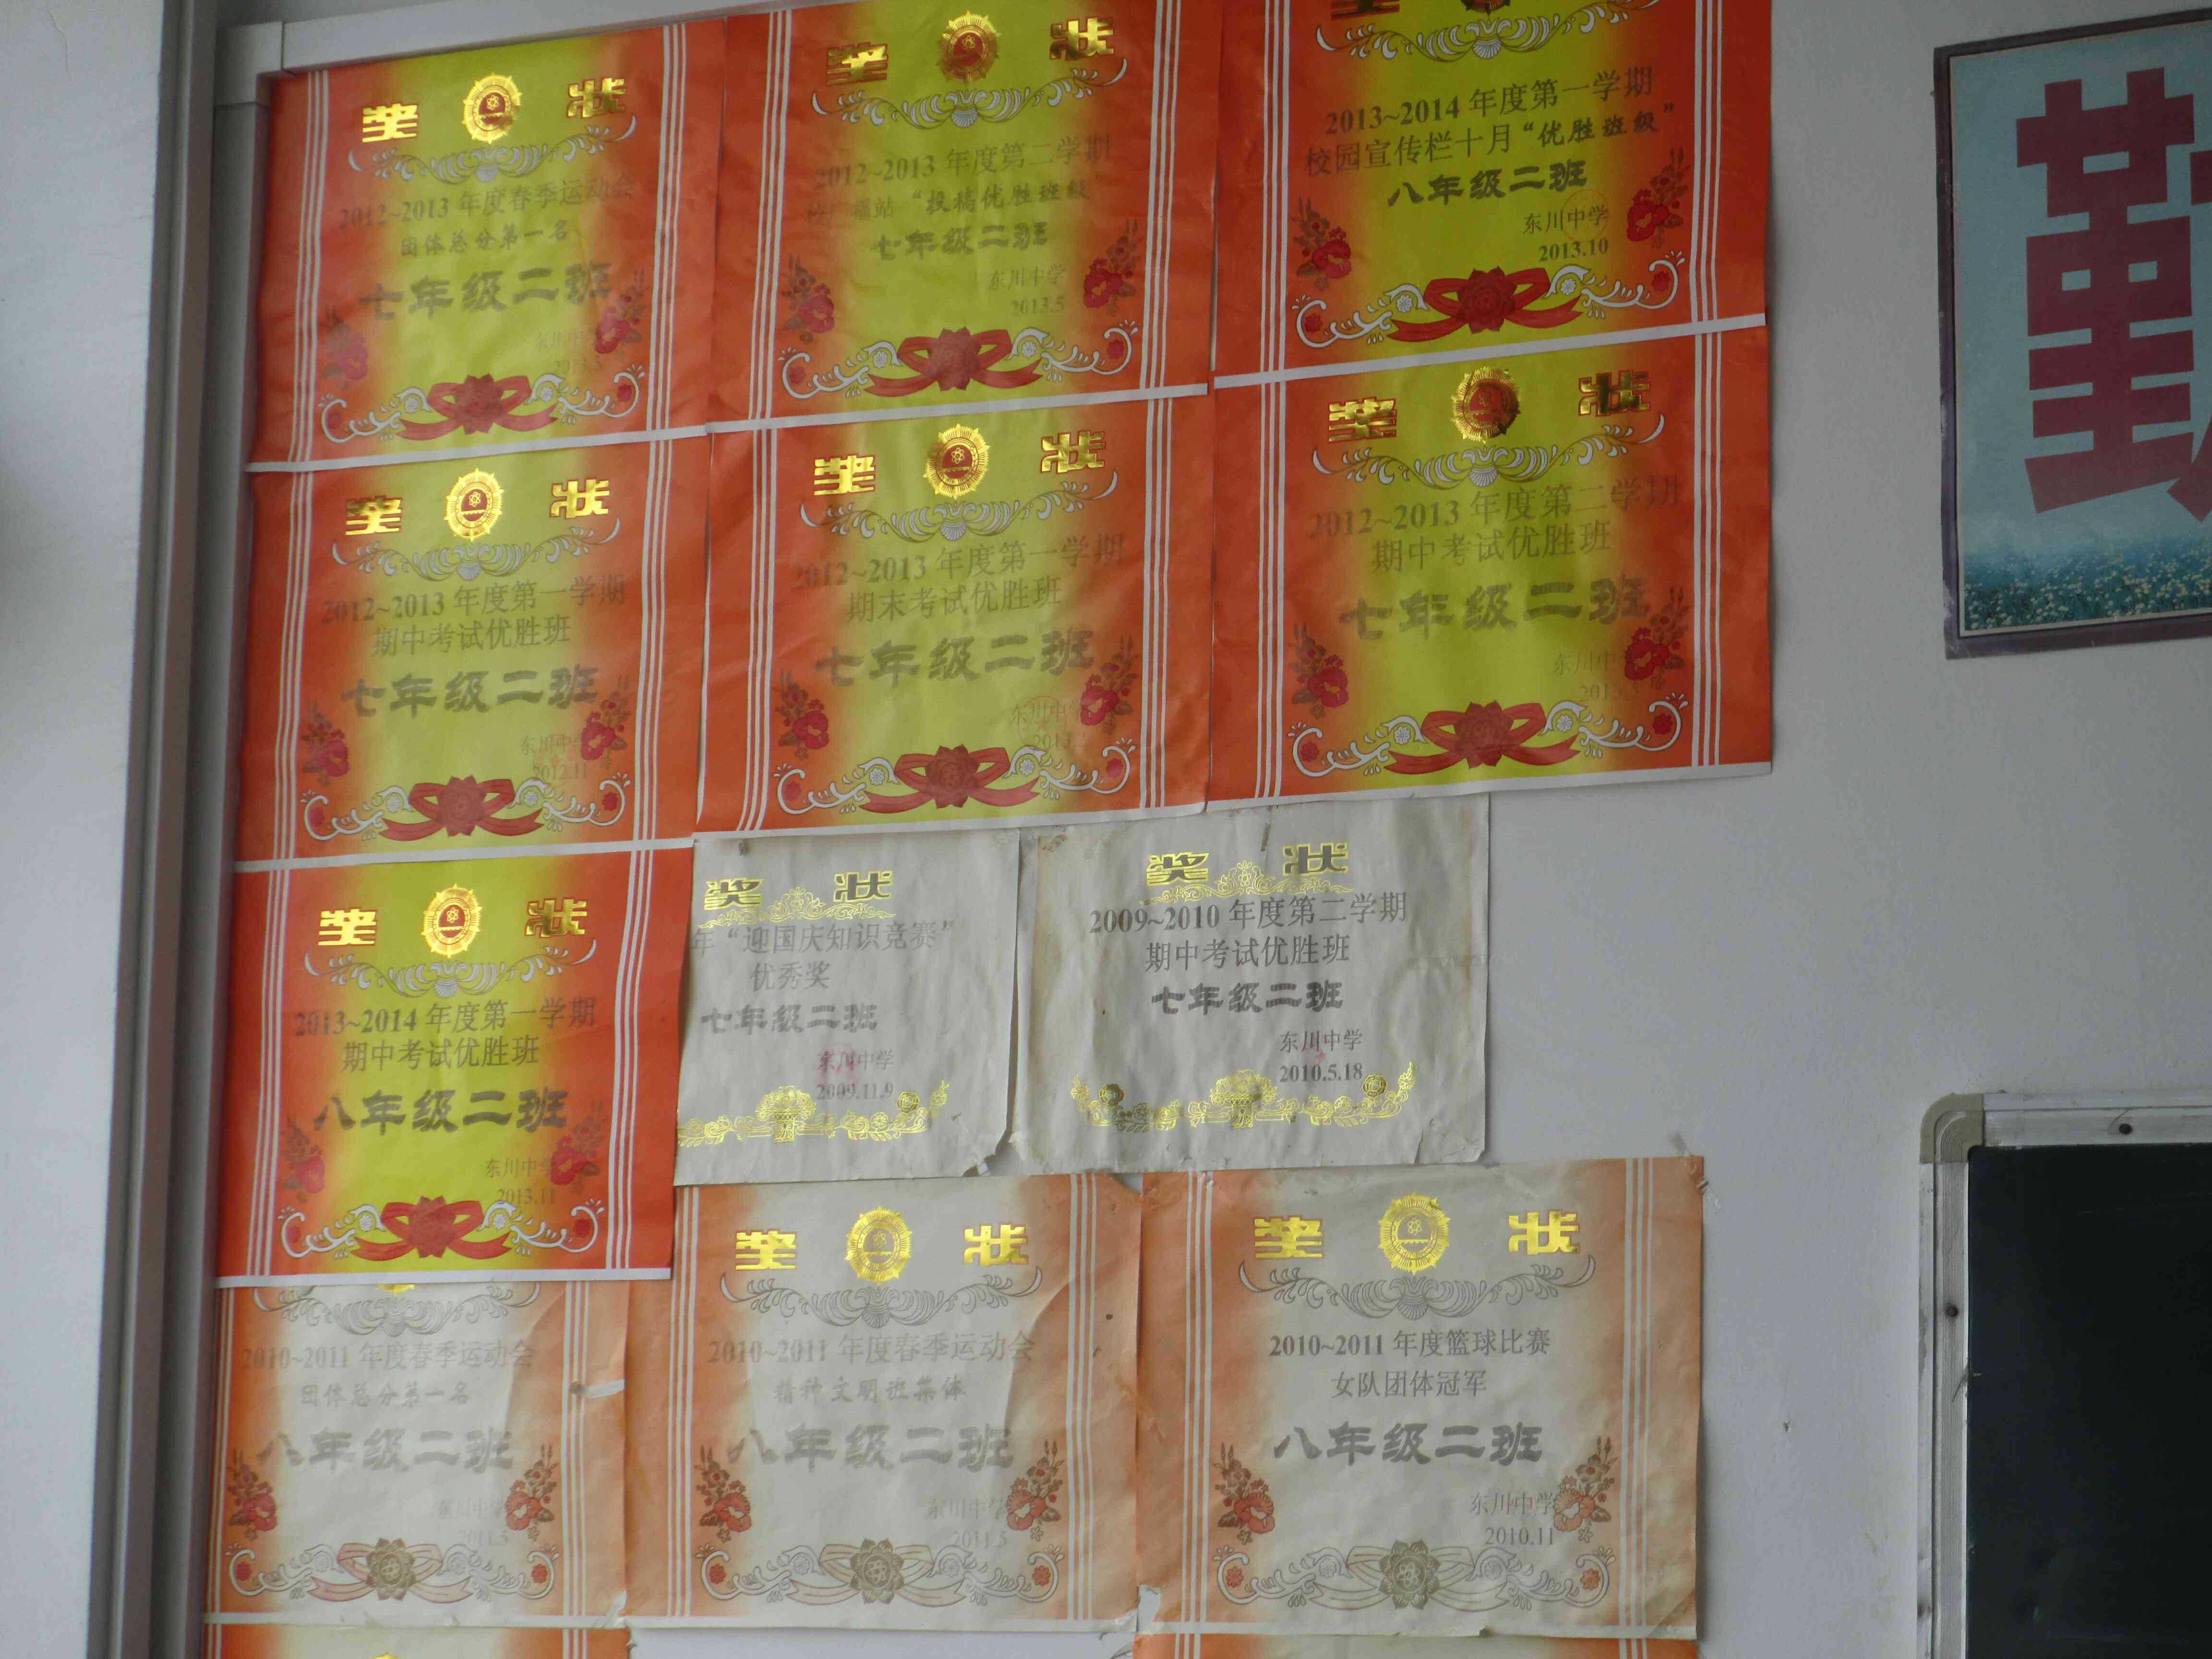 奖 状
2012~2013 年度春季运动会
团体总分第一名
七年级二班
奖 状
2012~2013 年度第二学期
“投稿优胜班级”
七年级二班
东川中学
2013.5
2013~2014 年度第一学期
校园宣传栏十月“优胜班级”
八年级二班
东川中学
2013.10
勤
奖 状
2012~2013 年度第一学期
期中考试优胜班
七年级二班
东川中学
2012.11
奖 状
2012~2013 年度第一学期
期末考试优胜班
七年级二班
东川中学
奖 状
2012~2013 年度第二学期
期中考试优胜班
七年级二班
东川中学
奖 状
2013~2014 年度第一学期
期中考试优胜班
八年级二班
东川中学
2013.11
奖 状
年“迎国庆知识竞赛”
优秀奖
七年级二班
东川中学
2009.11.9
奖 状
2009~2010 年度第二学期
期中考试优胜班
七年级二班
东川中学
2010.5.18
2010~2011 年度春季运动会
团体总分第一名
八年级二班
东川中学
2011.5
奖 状
2010~2011 年度春季运动会
精神文明班集体
八年级二班
东川中学
2011.5
奖 状
2010~2011 年度篮球比赛
女队团体冠军
八年级二班
东川中学
2010.11